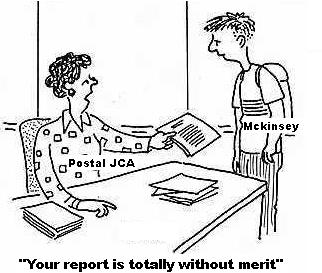 Mckinsey
Postal JCA
"Your report is totally without merit"